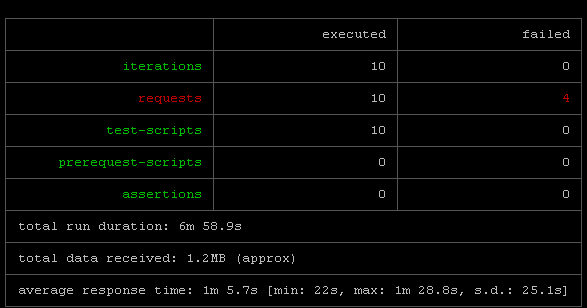 executed failed
iterations 10 0
requests 10 4
test-scripts 10 0
prerequest-scripts 0 0
assertions 0 0
total run duration: 6m 58.9s
total data received: 1.2MB (approx)
average response time: 1m 5.7s [min: 22s, max: 1m 28.8s, s.d.: 25.1s]